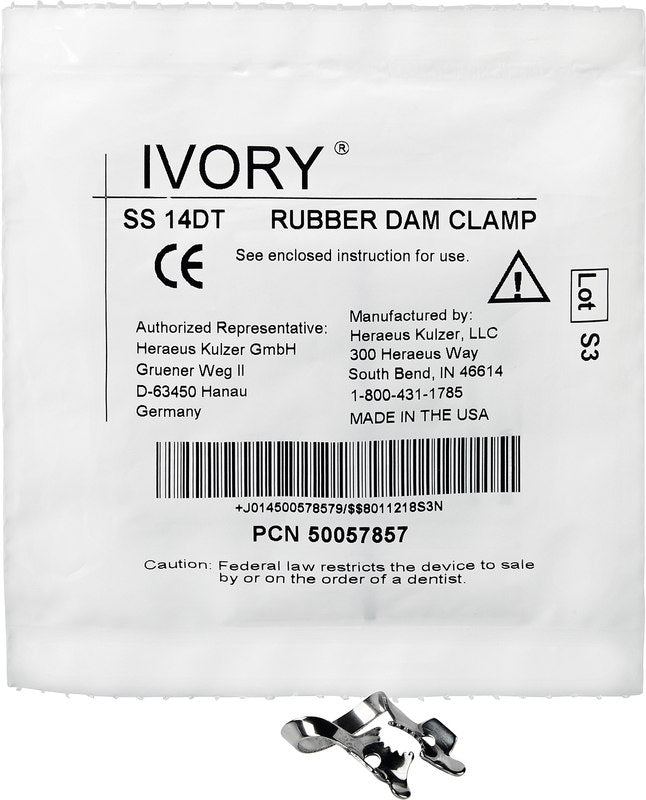 IVORY®
SS 14DT RUBBER DAM CLAMP
CE
See enclosed instruction for use.
!
Lot S3
Authorized Representative:
Heraeus Kulzer GmbH
Gruener Weg II
D-63450 Hanau
Germany
Manufactured by:
Heraeus Kulzer, LLC
300 Heraeus Way
South Bend, IN 46614
1-800-431-1785
MADE IN THE USA
+J014500578579/$$8011218S3N
PCN 50057857
Caution: Federal law restricts the device to sale
by or on the order of a dentist.